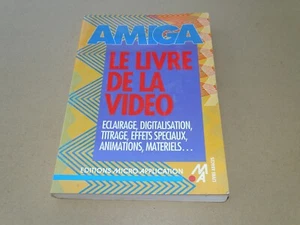 AMIGA
LE LIVRE
DE LA
VIDEO
ECLAIRAGE, DIGITALISATION,
TITRAGE, EFFETS SPECIAUX,
ANIMATIONS, MATERIELS...
EDITIONS MICRO APPLICATION